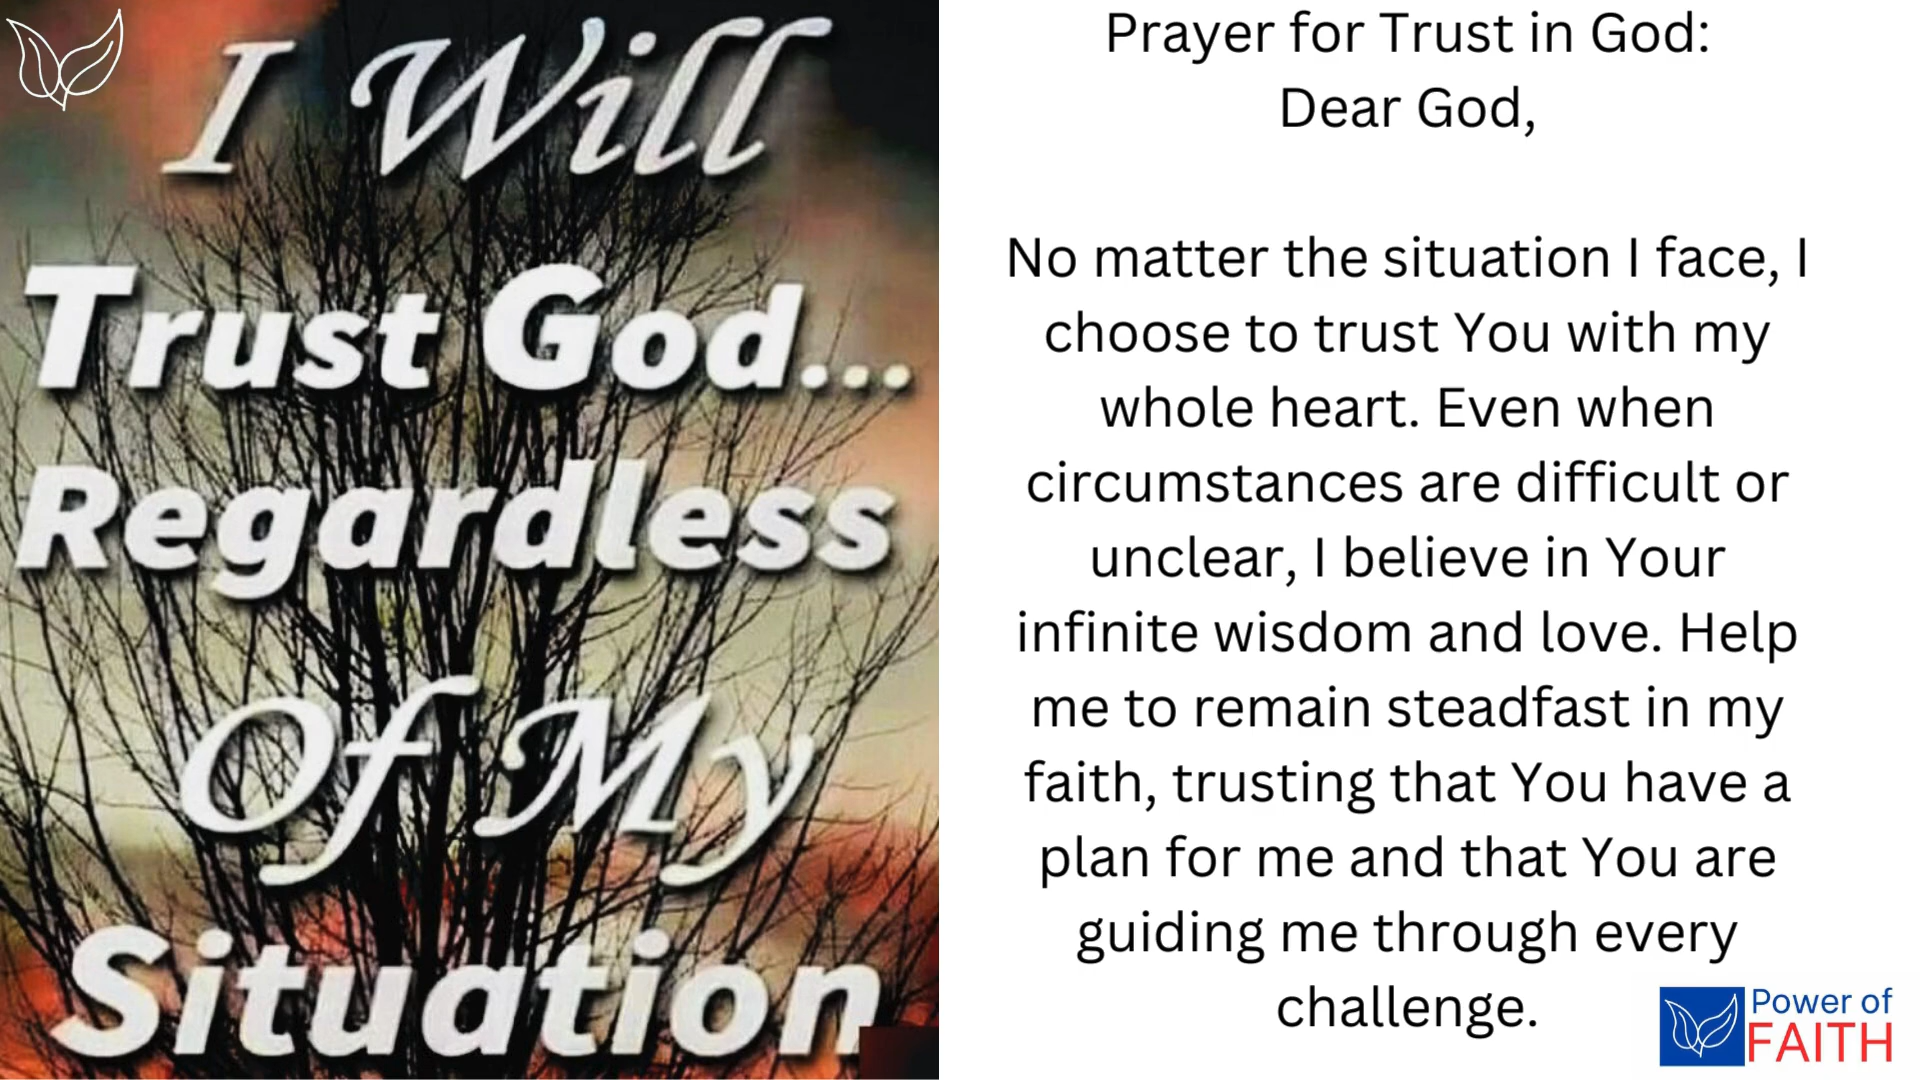 I Will
Trust God...
Regardless
Of My
Situation
Prayer for Trust in God:
Dear God,
No matter the situation I face, I
choose to trust You with my
whole heart. Even when
circumstances are difficult or
unclear, I believe in Your
infinite wisdom and love. Help
me to remain steadfast in my
faith, trusting that You have a
plan for me and that You are
guiding me through every
challenge.
Power of
FAITH